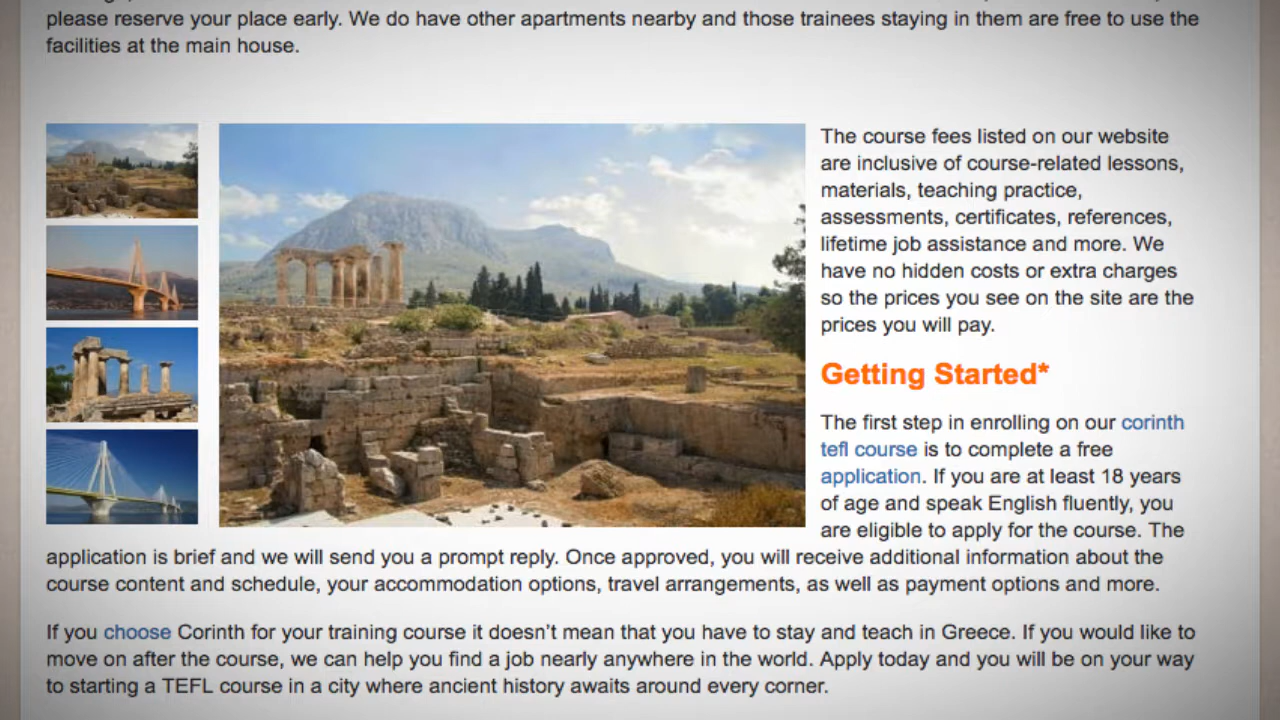 please reserve your place early. We do have other apartments nearby and those trainees staying in them are free to use the
facilities at the main house.
The course fees listed on our website
are inclusive of course-related lessons,
materials, teaching practice,
assessments, certificates, references,
lifetime job assistance and more. We
have no hidden costs or extra charges
so the prices you see on the site are the
prices you will pay.
Getting Started*
The first step in enrolling on our corinth
tefl course is to complete a free
application. If you are at least 18 years
of age and speak English fluently, you
are eligible to apply for the course. The
application is brief and we will send you a prompt reply. Once approved, you will receive additional information about the
course content and schedule, your accommodation options, travel arrangements, as well as payment options and more.
If you choose Corinth for your training course it doesn't mean that you have to stay and teach in Greece. If you would like to
move on after the course, we can help you find a job nearly anywhere in the world. Apply today and you will be on your way
to starting a TEFL course in a city where ancient history awaits around every corner.